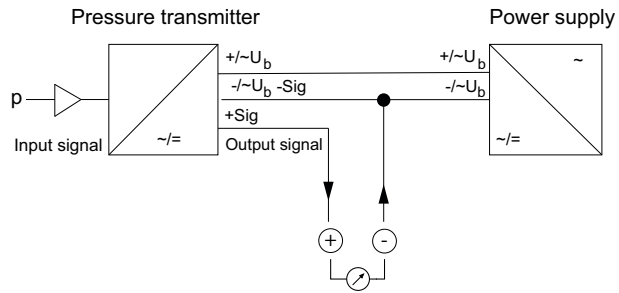 Pressure transmitter
Power supply
+/~U_b
+/~U_b
~
p
-/~U_b -Sig
-/~U_b
+Sig
Input signal
~/=
Output signal
~/=
+
-